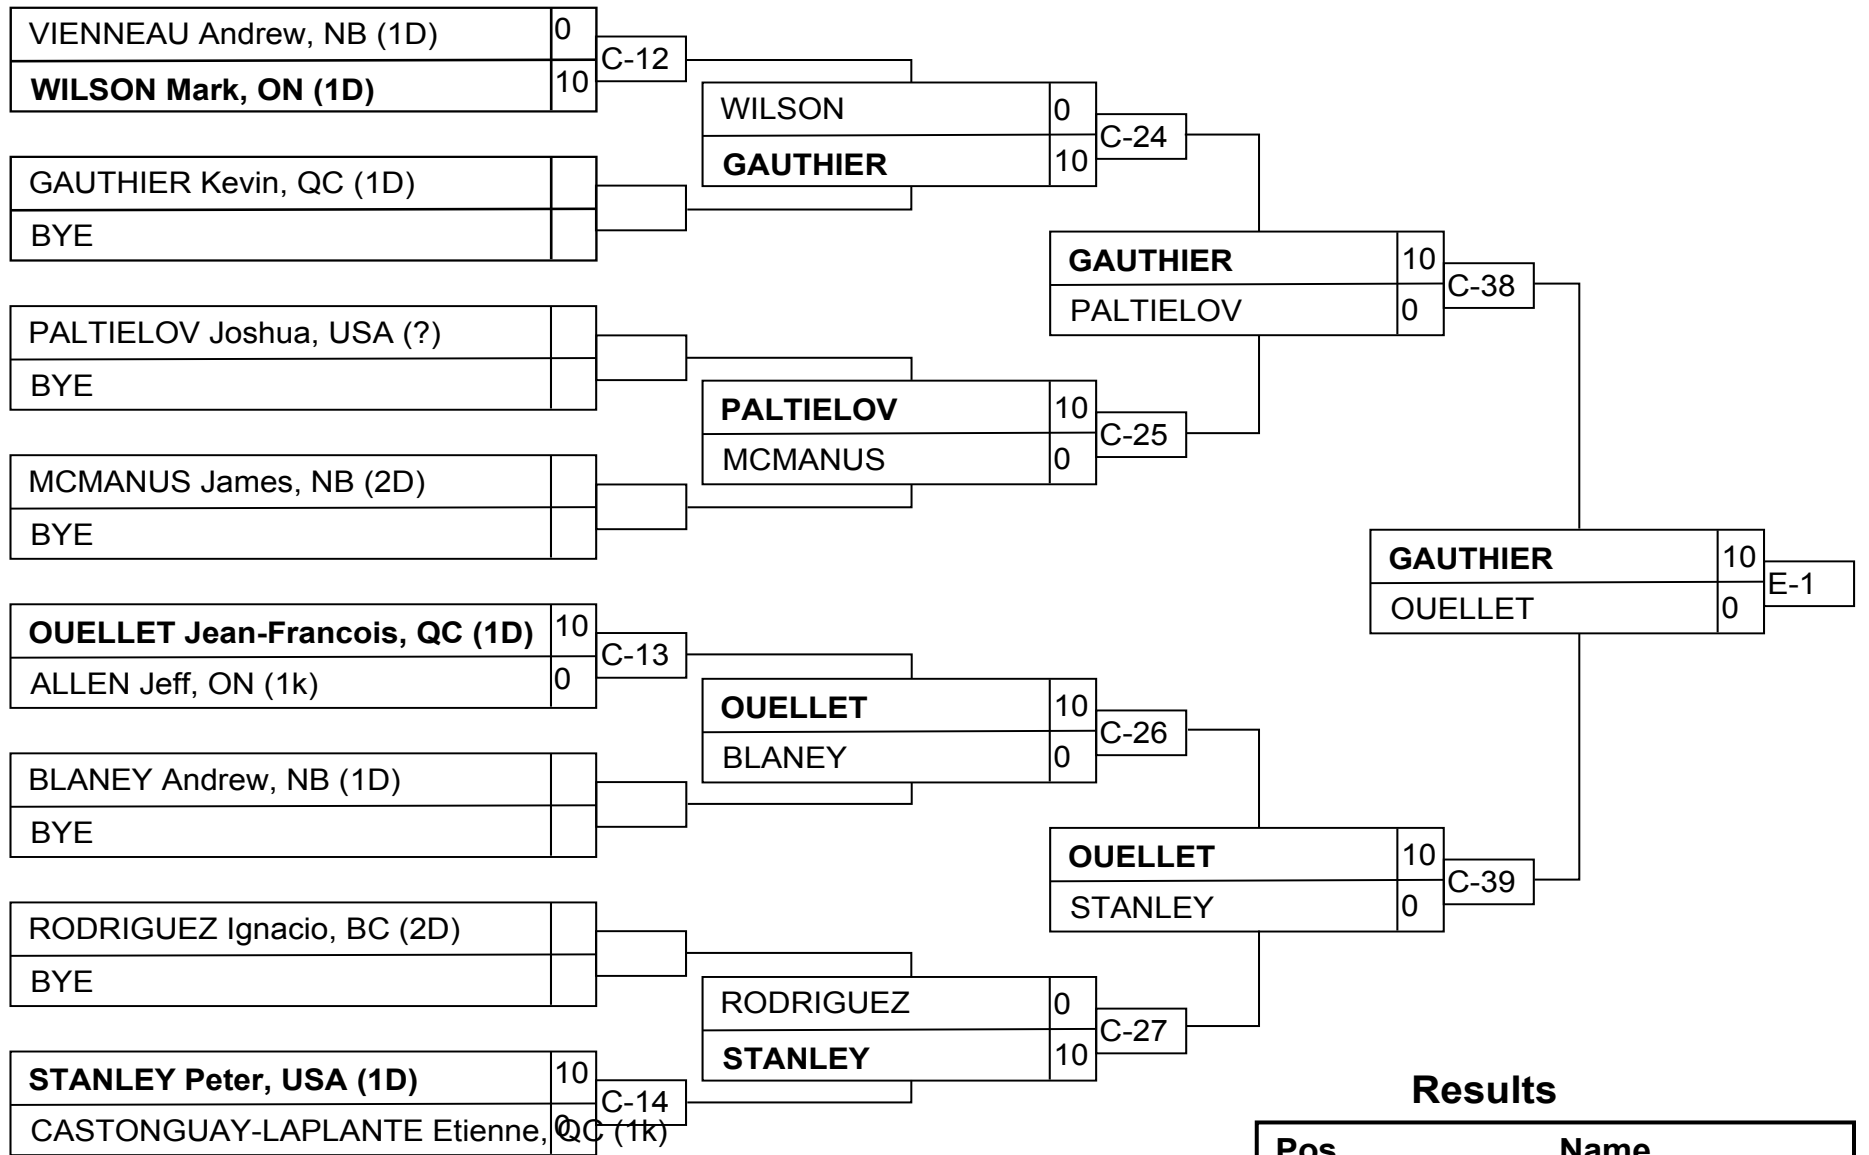 VIENNEAU Andrew, NB (1D) 0
C-12
WILSON Mark, ON (1D) 10
GAUTHIER Kevin, QC (1D)
BYE
PALTIELOV Joshua, USA (?)
BYE
MCMANUS James, NB (2D)
BYE
OUELLET Jean-Francois, QC (1D) 10
C-13
ALLEN Jeff, ON (1k) 0
BLANEY Andrew, NB (1D)
BYE
RODRIGUEZ Ignacio, BC (2D)
BYE
STANLEY Peter, USA (1D) 10
C-14
CASTONGUAY-LAPLANTE Etienne, QC (1k) 0
WILSON 0
C-24
GAUTHIER 10
PALTIELOV 10
C-25
MCMANUS 0
OUELLET 10
C-26
BLANEY 0
RODRIGUEZ 0
C-27
STANLEY 10
GAUTHIER 10
C-38
PALTIELOV 0
OUELLET 10
C-39
STANLEY 0
GAUTHIER 10
E-1
OUELLET 0
Results
Pos Name